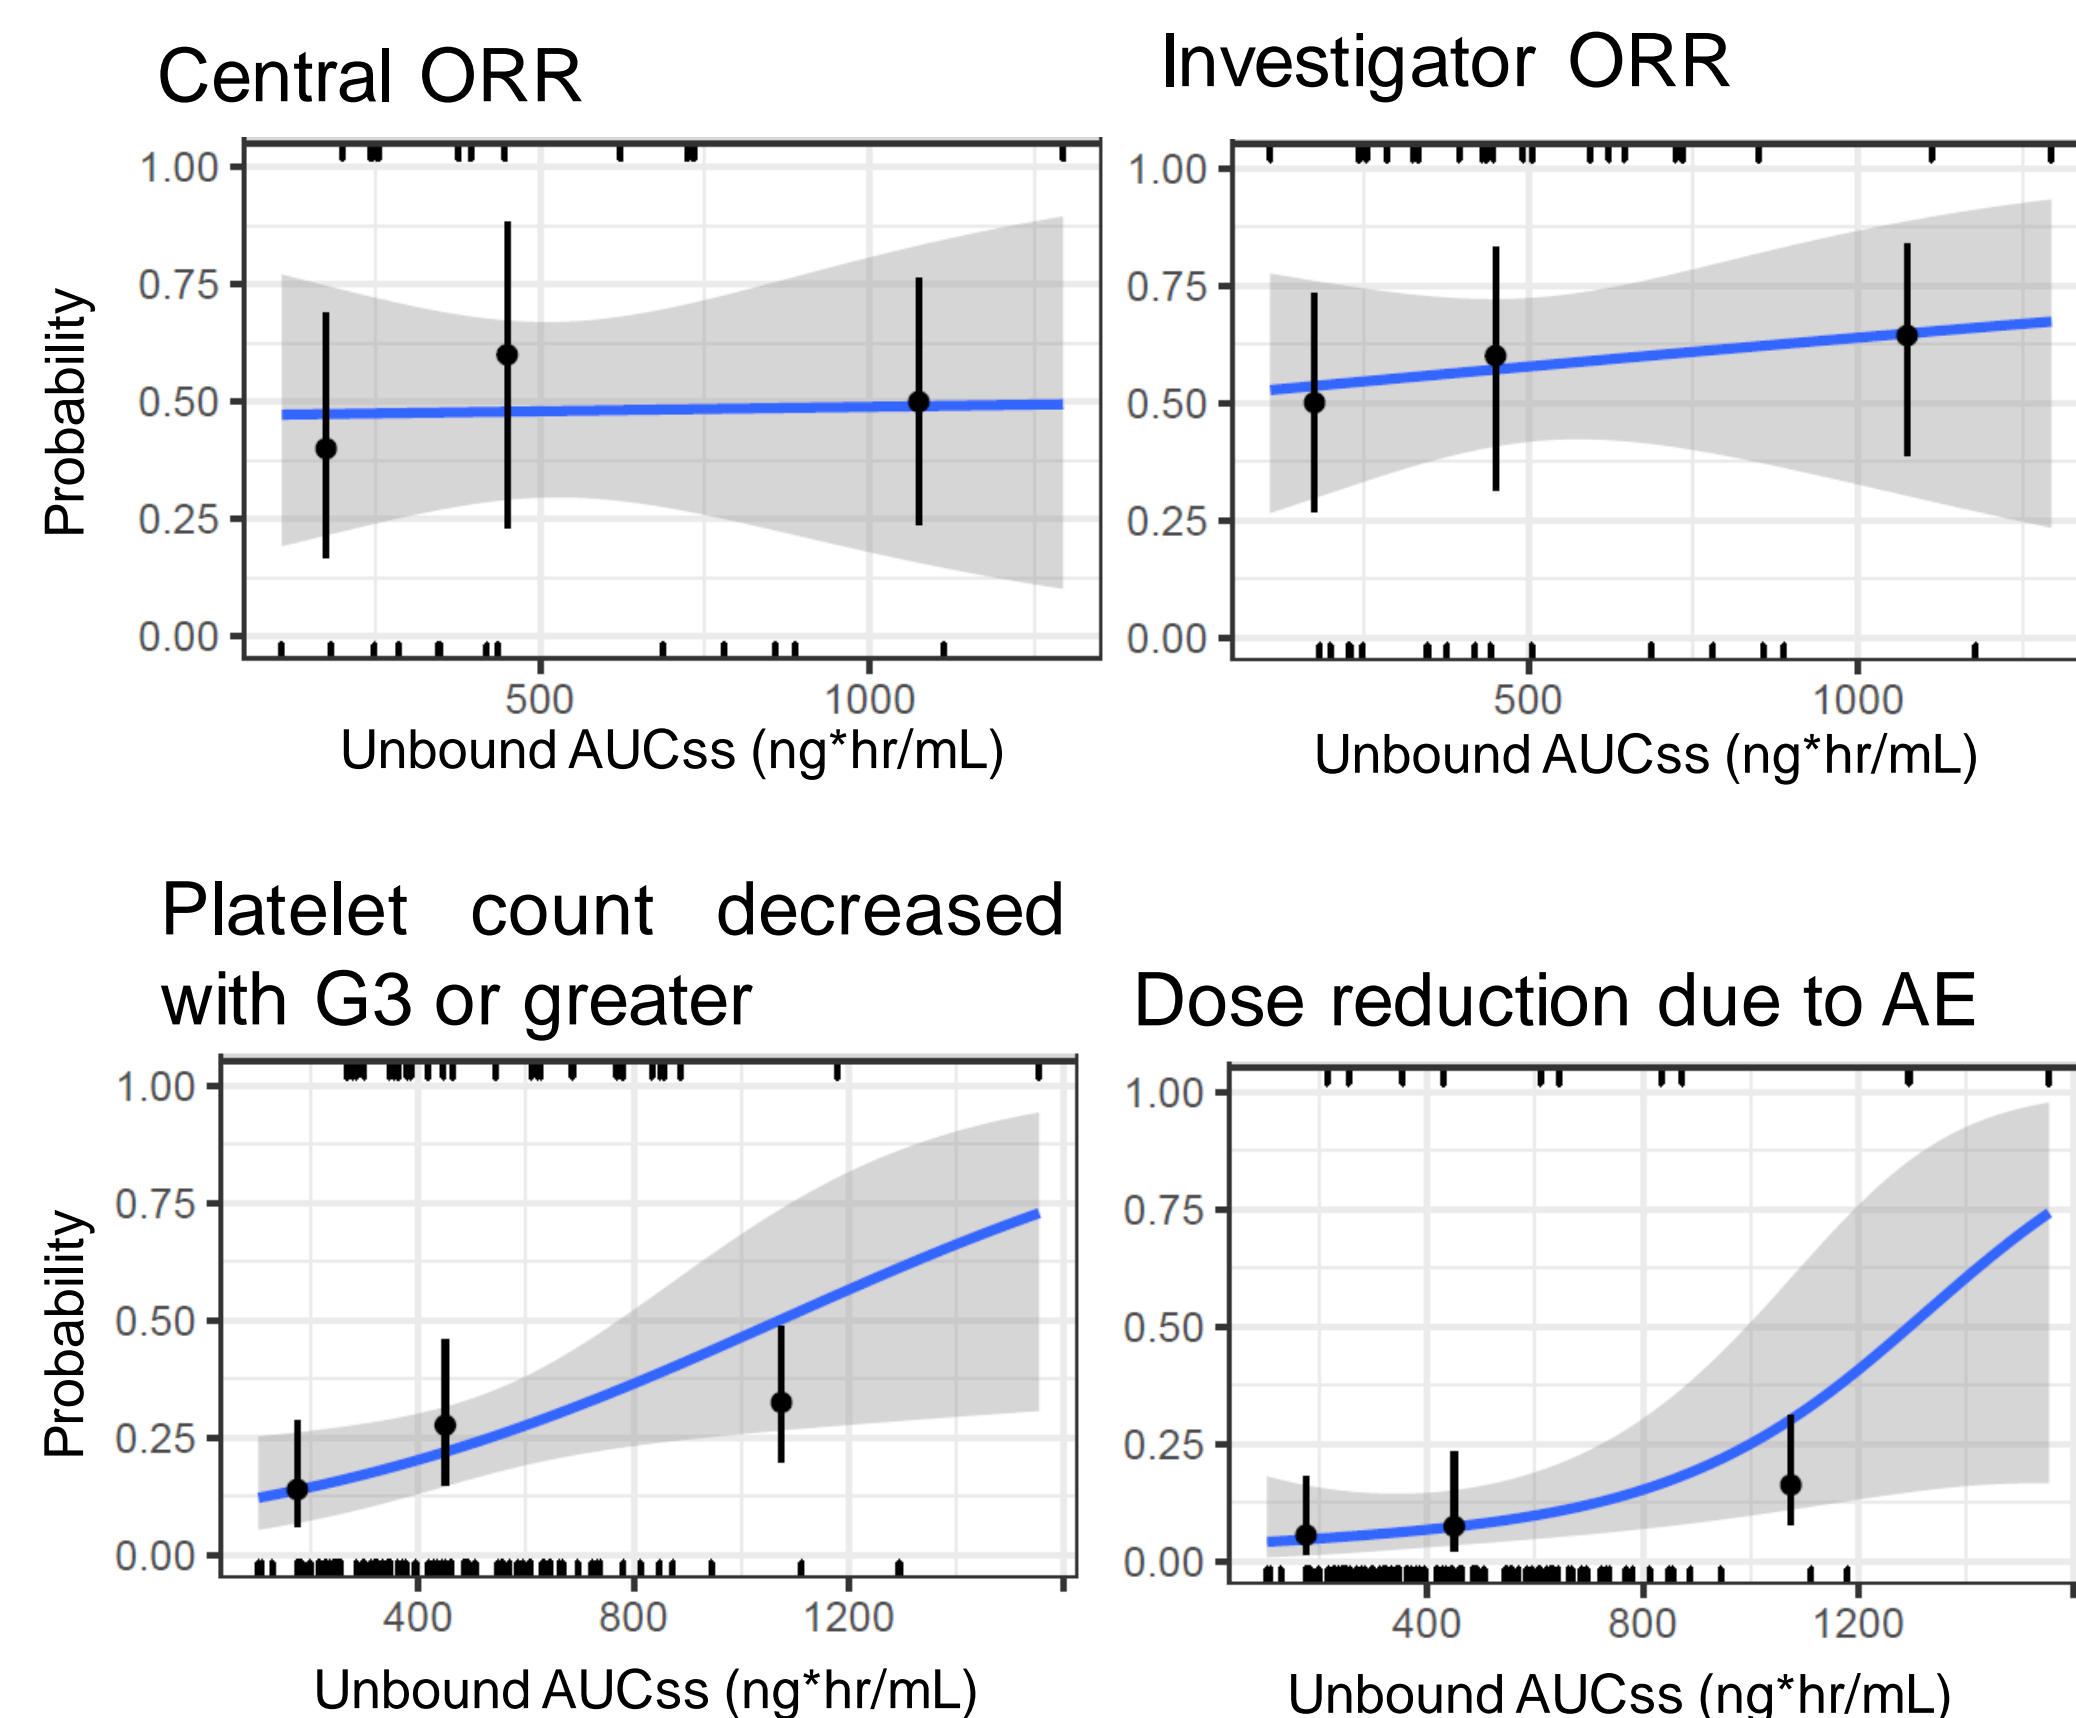 Central ORR
1.00
0.75
0.50
0.25
0.00
Probability
500 1000
Unbound AUCss (ng*hr/mL)
Investigator ORR
1.00
0.75
0.50
0.25
0.00
500 1000
Unbound AUCss (ng*hr/mL)
Platelet count decreased
with G3 or greater
1.00
0.75
0.50
0.25
0.00
Probability
400 800 1200
Unbound AUCss (ng*hr/mL)
Dose reduction due to AE
1.00
0.75
0.50
0.25
0.00
400 800 1200
Unbound AUCss (ng*hr/mL)